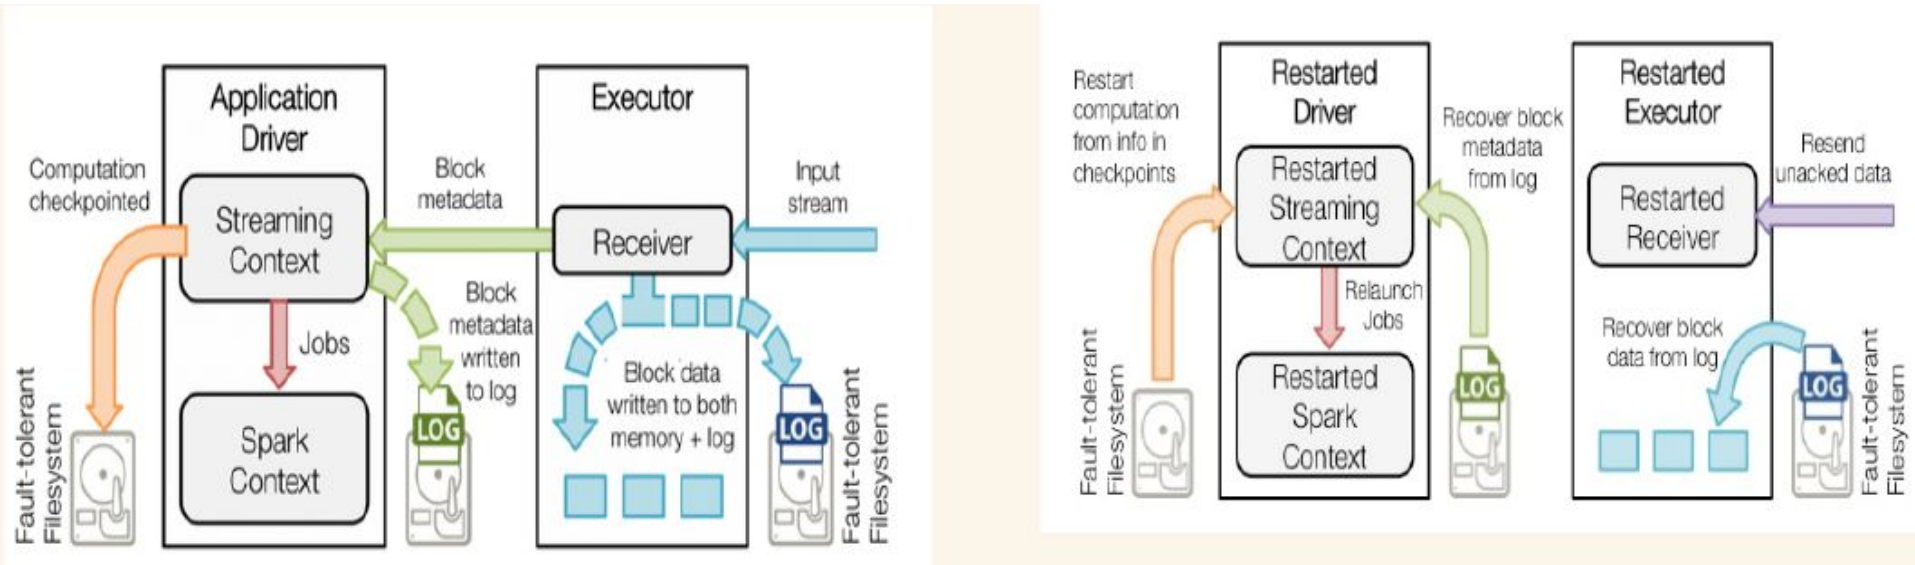 Application
Driver
Executor
Computation
checkpointed
Block
metadata
Input
stream
Streaming
Context
Receiver
Block
metadata
written
to log
Jobs
Block data
written to both
memory + log
Spark
Context
LOG
LOG
Fault-tolerant
Filesystem
Fault-tolerant
Filesystem
Restart
computation
from info in
checkpoints
Restarted
Driver
Recover block
metadata
from log
Restarted
Executor
Resend
unacked data
Restarted
Streaming
Context
Restarted
Receiver
Relaunch
Jobs
Recover block
data from log
Restarted
Spark
Context
LOG
LOG
Fault-tolerant
Filesystem
Fault-tolerant
Filesystem